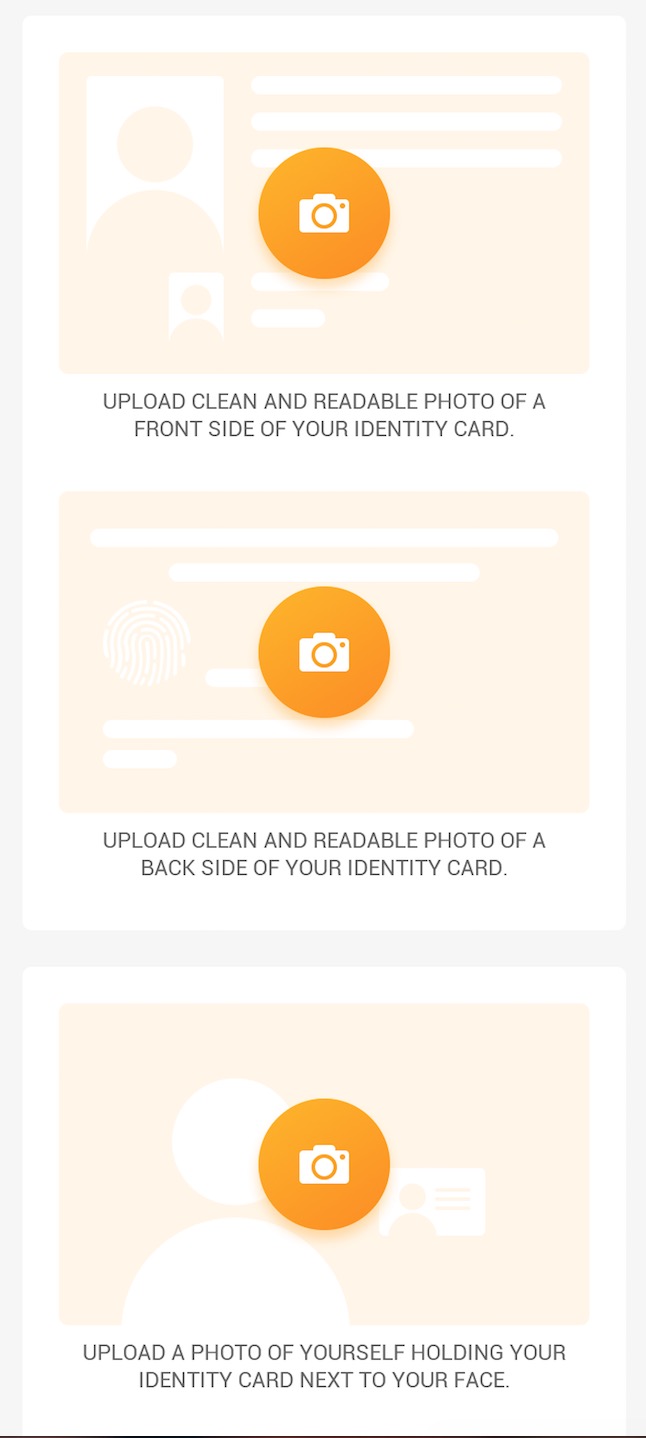 UPLOAD CLEAN AND READABLE PHOTO OF A
FRONT SIDE OF YOUR IDENTITY CARD.
UPLOAD CLEAN AND READABLE PHOTO OF A
BACK SIDE OF YOUR IDENTITY CARD.
UPLOAD A PHOTO OF YOURSELF HOLDING YOUR
IDENTITY CARD NEXT TO YOUR FACE.